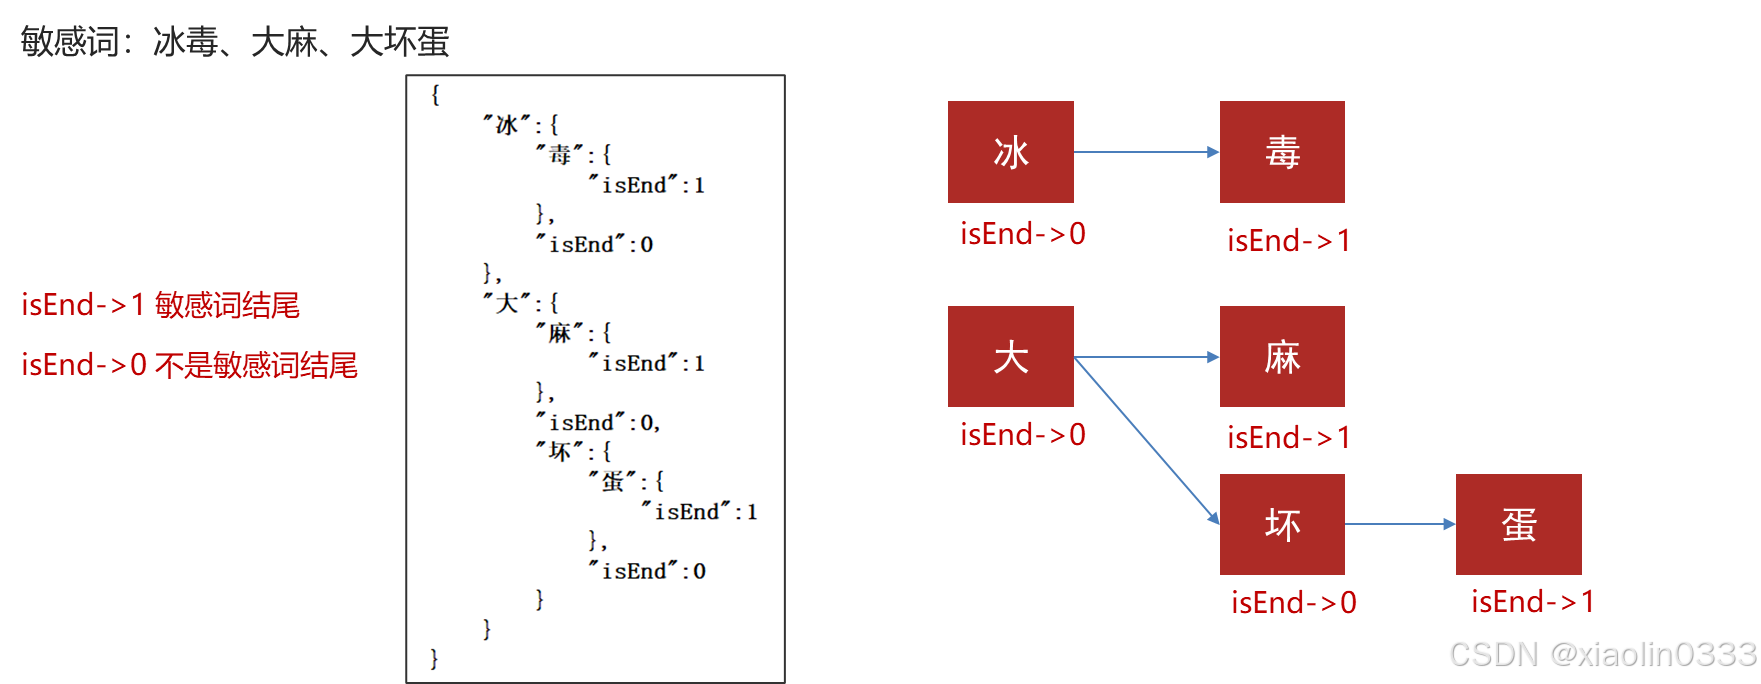 敏感词：冰毒、大麻、大坏蛋
{
"冰":{
"毒":{
"isEnd":1
},
"isEnd":0
},
"大":{
"麻":{
"isEnd":1
},
"isEnd":0,
"坏":{
"蛋":{
"isEnd":1
},
"isEnd":0
}
}
}
isEnd->1 敏感词结尾
isEnd->0 不是敏感词结尾
冰
毒
isEnd->0
isEnd->1
大
麻
isEnd->0
isEnd->1
坏
蛋
isEnd->0
isEnd->1
CSDN @xiaolin0333